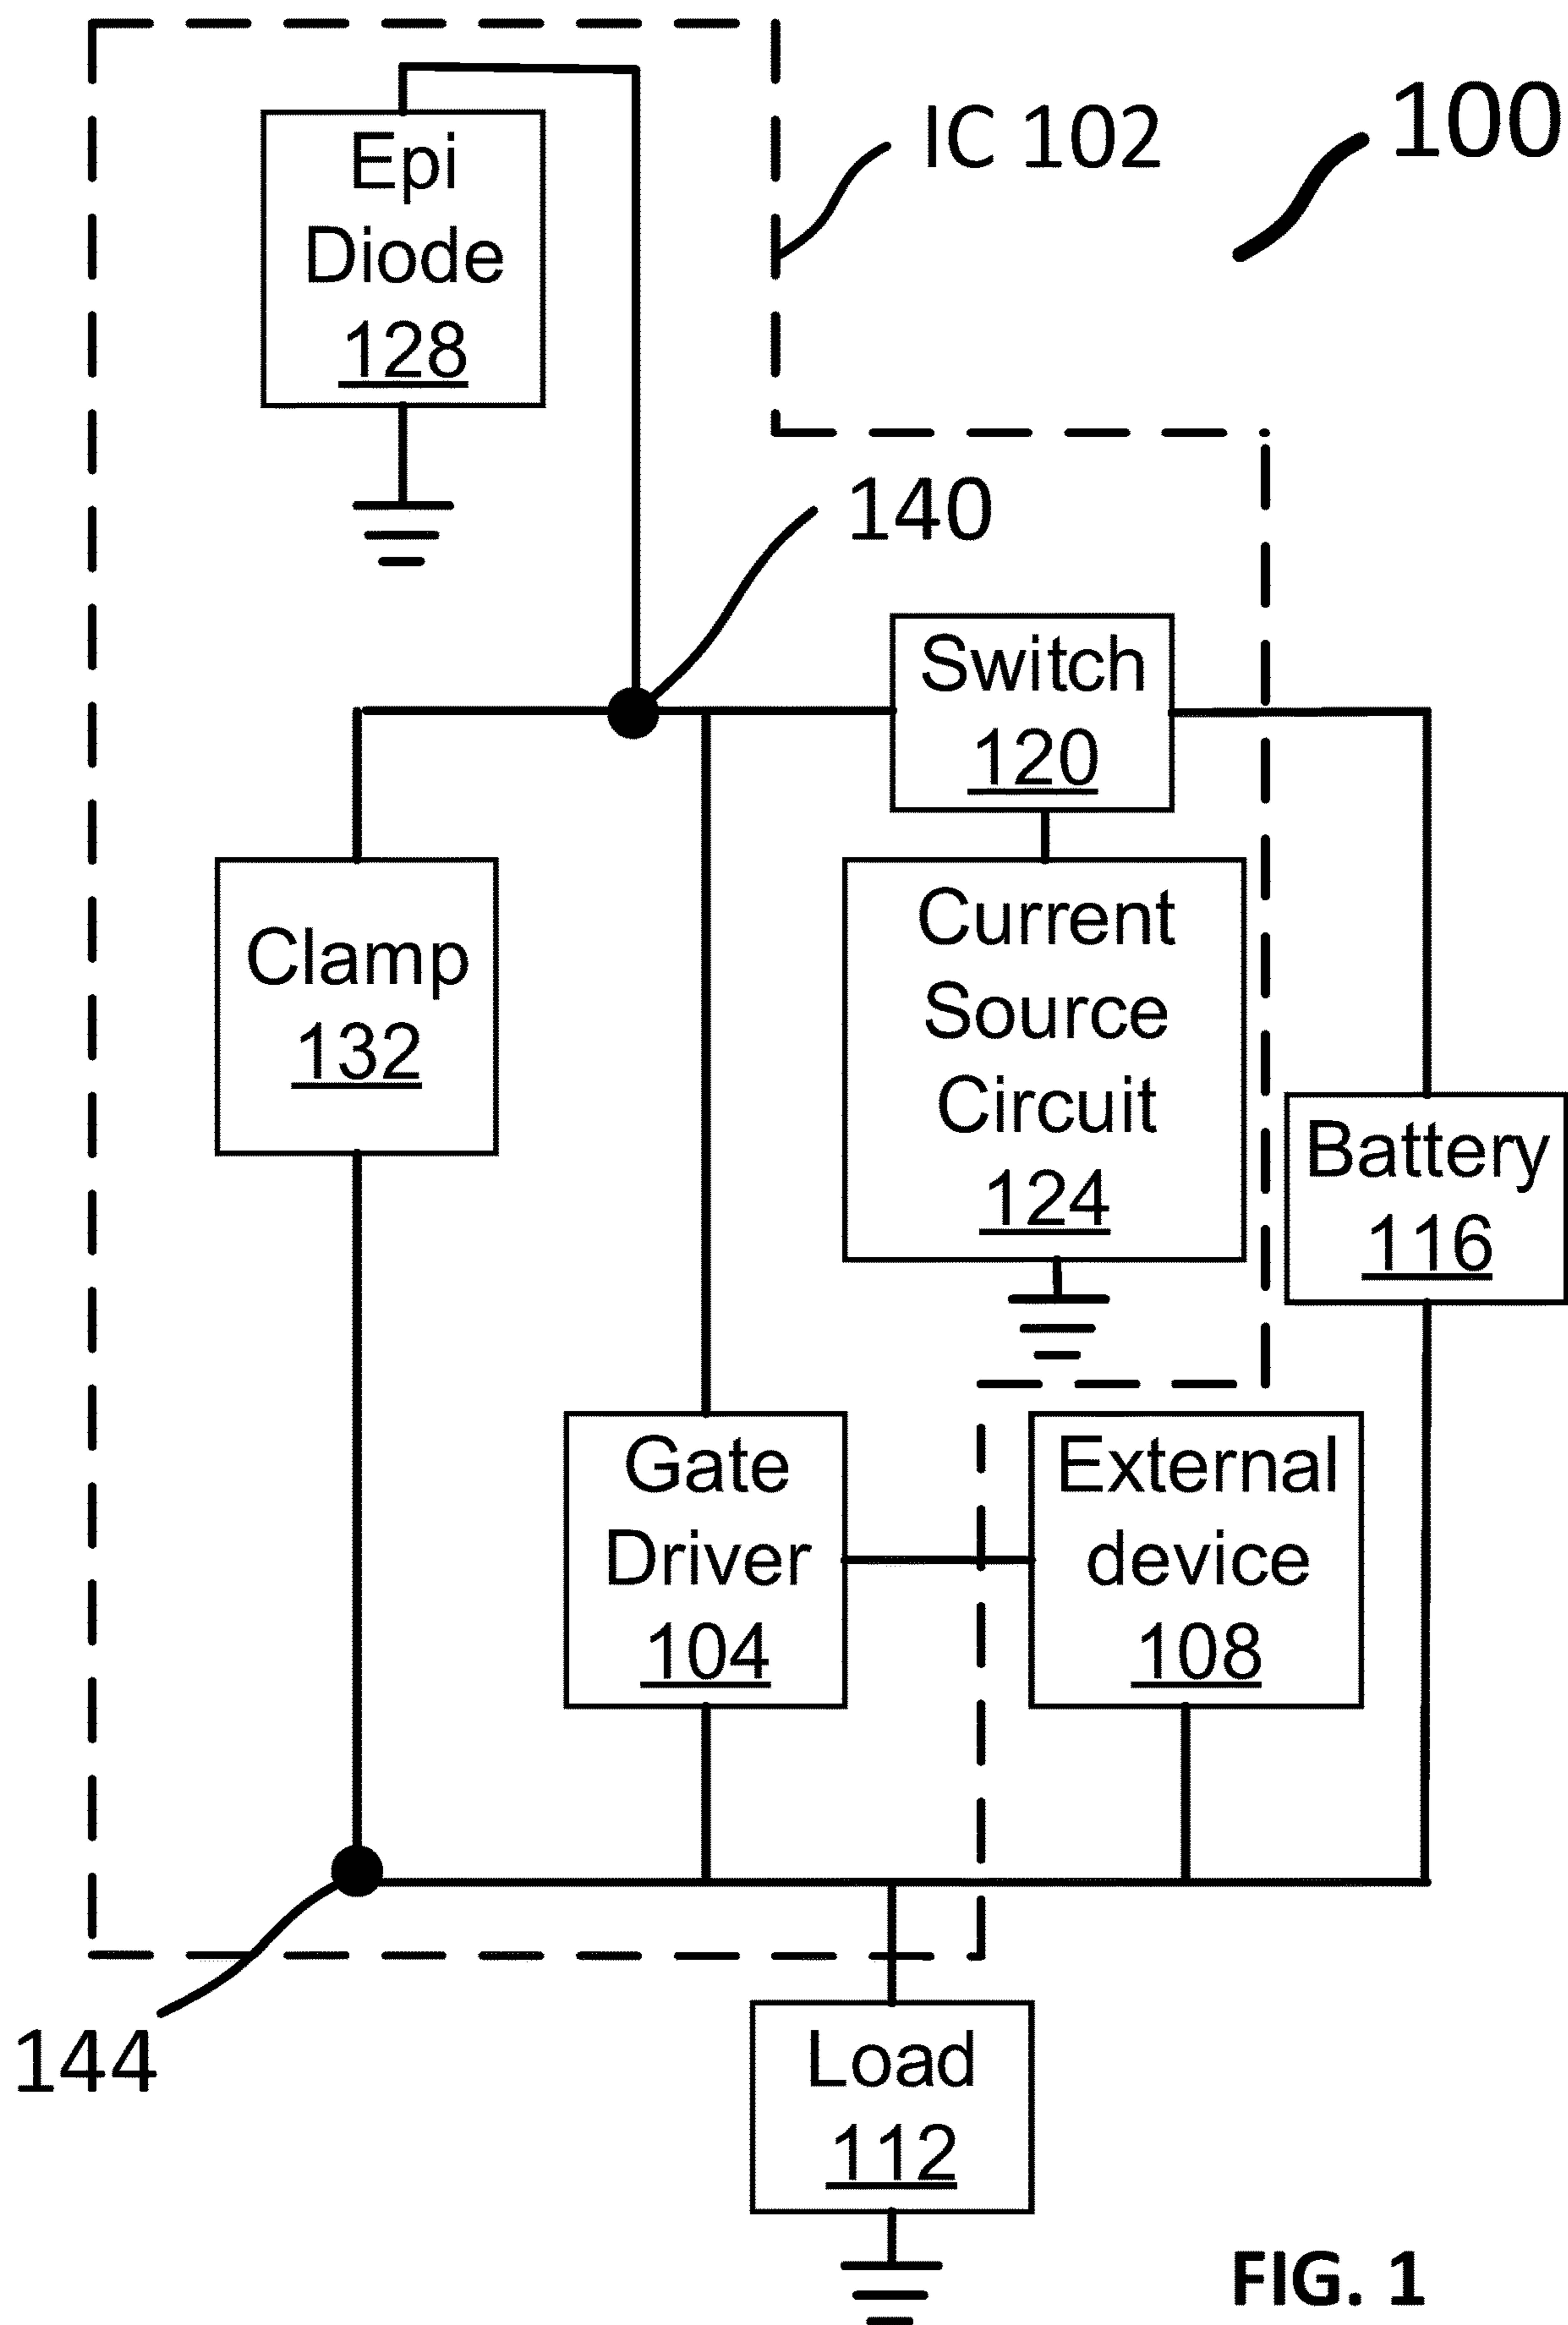 100
IC 102
Epi
Diode
128
140
Switch
120
Clamp
132
Current
Source
Circuit
124
Battery
116
Gate
Driver
104
External
device
108
144
Load
112
FIG. 1